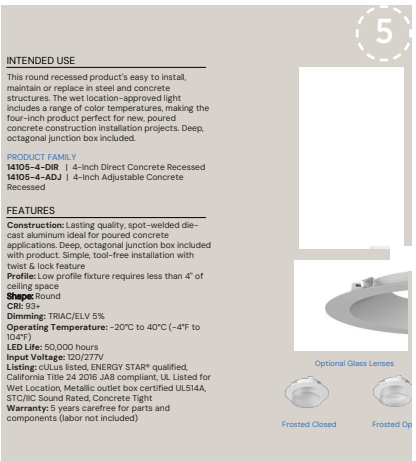 5
INTENDED USE
This round recessed product's easy to install,
maintain or replace in steel and concrete
structures. The wet location-approved light
includes a range of color temperatures, making the
four-inch product perfect for new, poured
concrete construction installation projects. Deep,
octagonal junction box included.
PRODUCT FAMILY
14105-4-DIR | 4-Inch Direct Concrete Recessed
14105-4-ADJ | 4-Inch Adjustable Concrete
Recessed
FEATURES
Construction: Lasting quality, spot-welded die-
cast aluminum ideal for poured concrete
applications. Deep, octagonal junction box included
with product. Simple, tool-free installation with
twist & lock feature
Profile: Low profile fixture requires less than 4" of
ceiling space
Shape: Round
CRI: 93+
Dimming: TRIAC/ELV 5%
Operating Temperature: -20°C to 40°C (-4°F to
104°F)
LED Life: 50,000 hours
Input Voltage: 120/277V
Listing: cULus listed, ENERGY STAR® qualified,
California Title 24 2016 JA8 compliant, UL Listed for
Wet Location, Metallic outlet box certified UL514A,
STC/IIC Sound Rated, Concrete Tight
Warranty: 5 years carefree for parts and
components (labor not included)
Optional Glass Lenses
Frosted Closed
Frosted Op